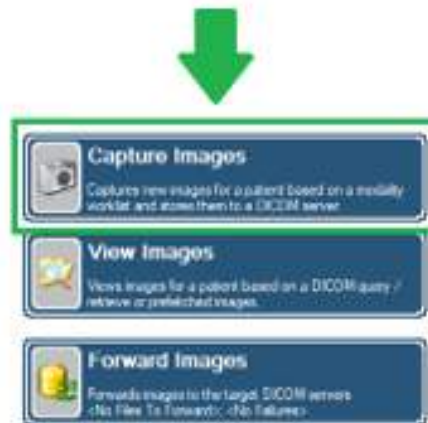 Capture Images
Captures new images for a patient based on a modality
worklist and stores them to a DICOM server.
View Images
Views images for a patient based on a DICOM query /
retrieve or prefetched images.
Forward Images
Forwards images to the target DICOM servers
<No Files To Forward>, <No Failures>